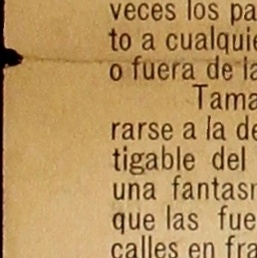 veces los pa
to a cualquie
o fuera de la
Tama
rarse a la de
tigable del
una fantas
que las fue
calles en fra